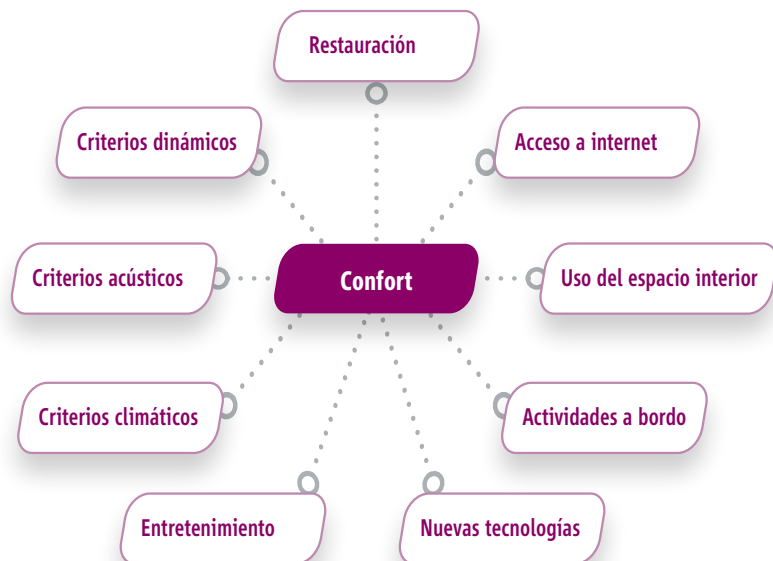 Restauración
Criterios dinámicos
Acceso a internet
Criterios acústicos
Confort
Uso del espacio interior
Criterios climáticos
Actividades a bordo
Entretenimiento
Nuevas tecnologías